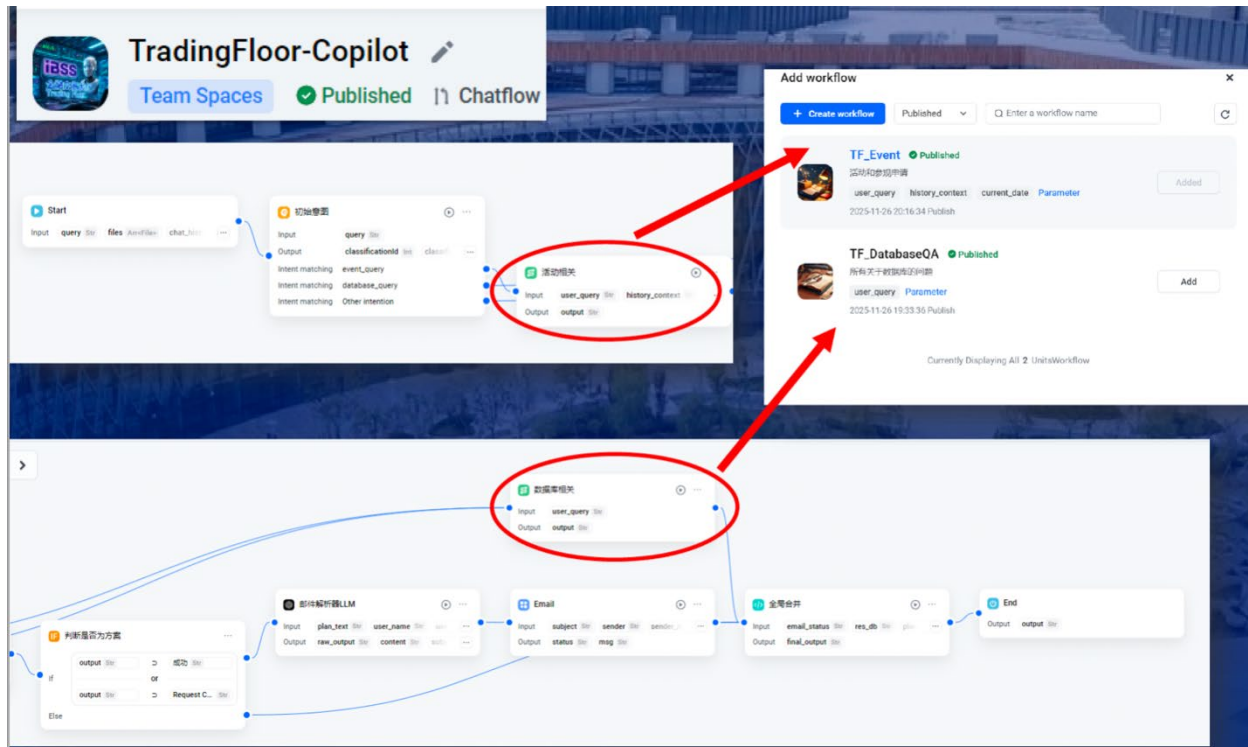 iBSS
Trading Floor
TradingFloor-Copilot
Team Spaces
Published
Chatflow
Start
Input query Str files Arr<File> chat_hist
初始意图
Input query Str
Output classificationId Int classifi
Intent matching event_query
Intent matching database_query
Intent matching Other intention
活动相关
Input user_query Str history_context
Output output Str
Add workflow
+ Create workflow
Published
Enter a workflow name
TF_Event Published
活动和参观申请
user_query history_context current_date Parameter
2025-11-26 20:16:34 Publish
Added
TF_DatabaseQA Published
所有关于数据库的问题
user_query Parameter
2025-11-26 19:33:36 Publish
Add
Currently Displaying All 2 UnitsWorkflow
数据库相关
Input user_query Str
Output output Str
判断是否为方案
If
output Str ⊃ 成功 Str
or
output Str ⊃ Request C... Str
Else
邮件解析器LLM
Input plan_text Str user_name Str
Output raw_output Str content Str
Email
Input subject Str sender Str
Output status Str msg Str
全局合并
Input email_status Str res_db Str
Output final_output Str
End
Output output Str